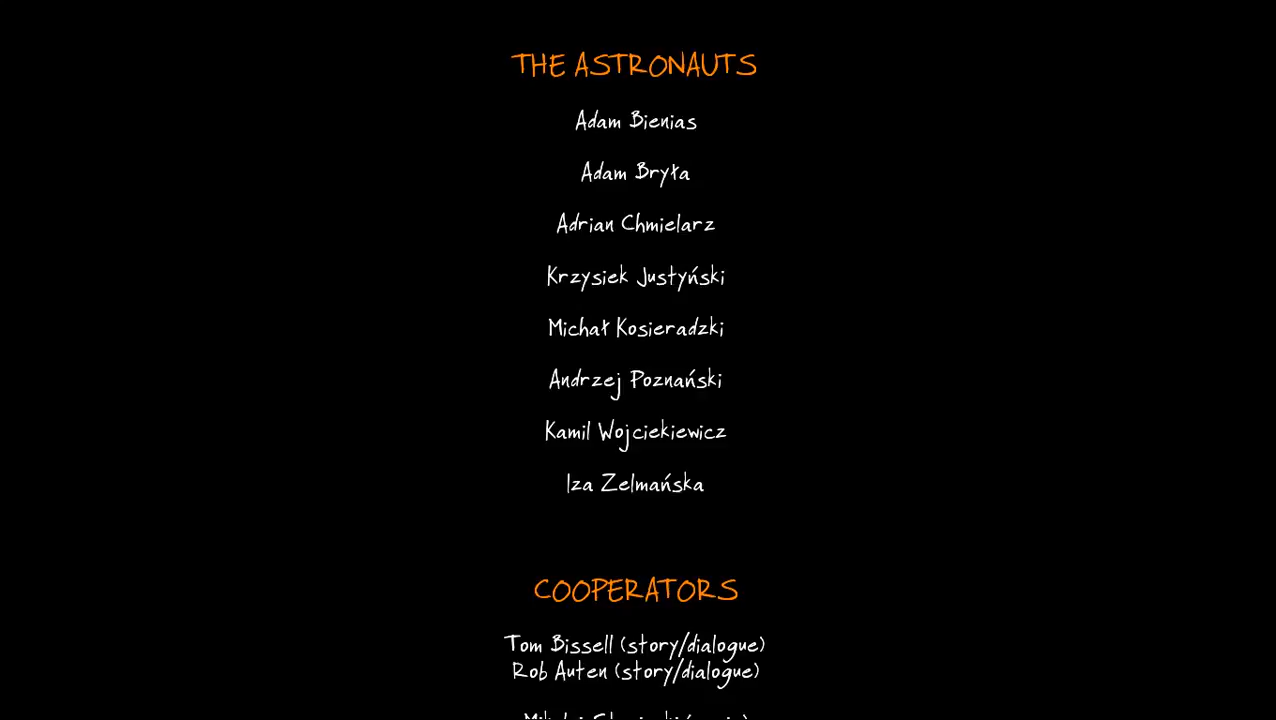 THE ASTRONAUTS
Adam Bienias
Adam Bryła
Adrian Chmielarz
Krzysiek Justyński
Michał Kosieradzki
Andrzej Poznański
Kamil Wojciekiewicz
Iza Zelmańska
COOPERATORS
Tom Bissell (story/dialogue)
Rob Auten (story/dialogue)